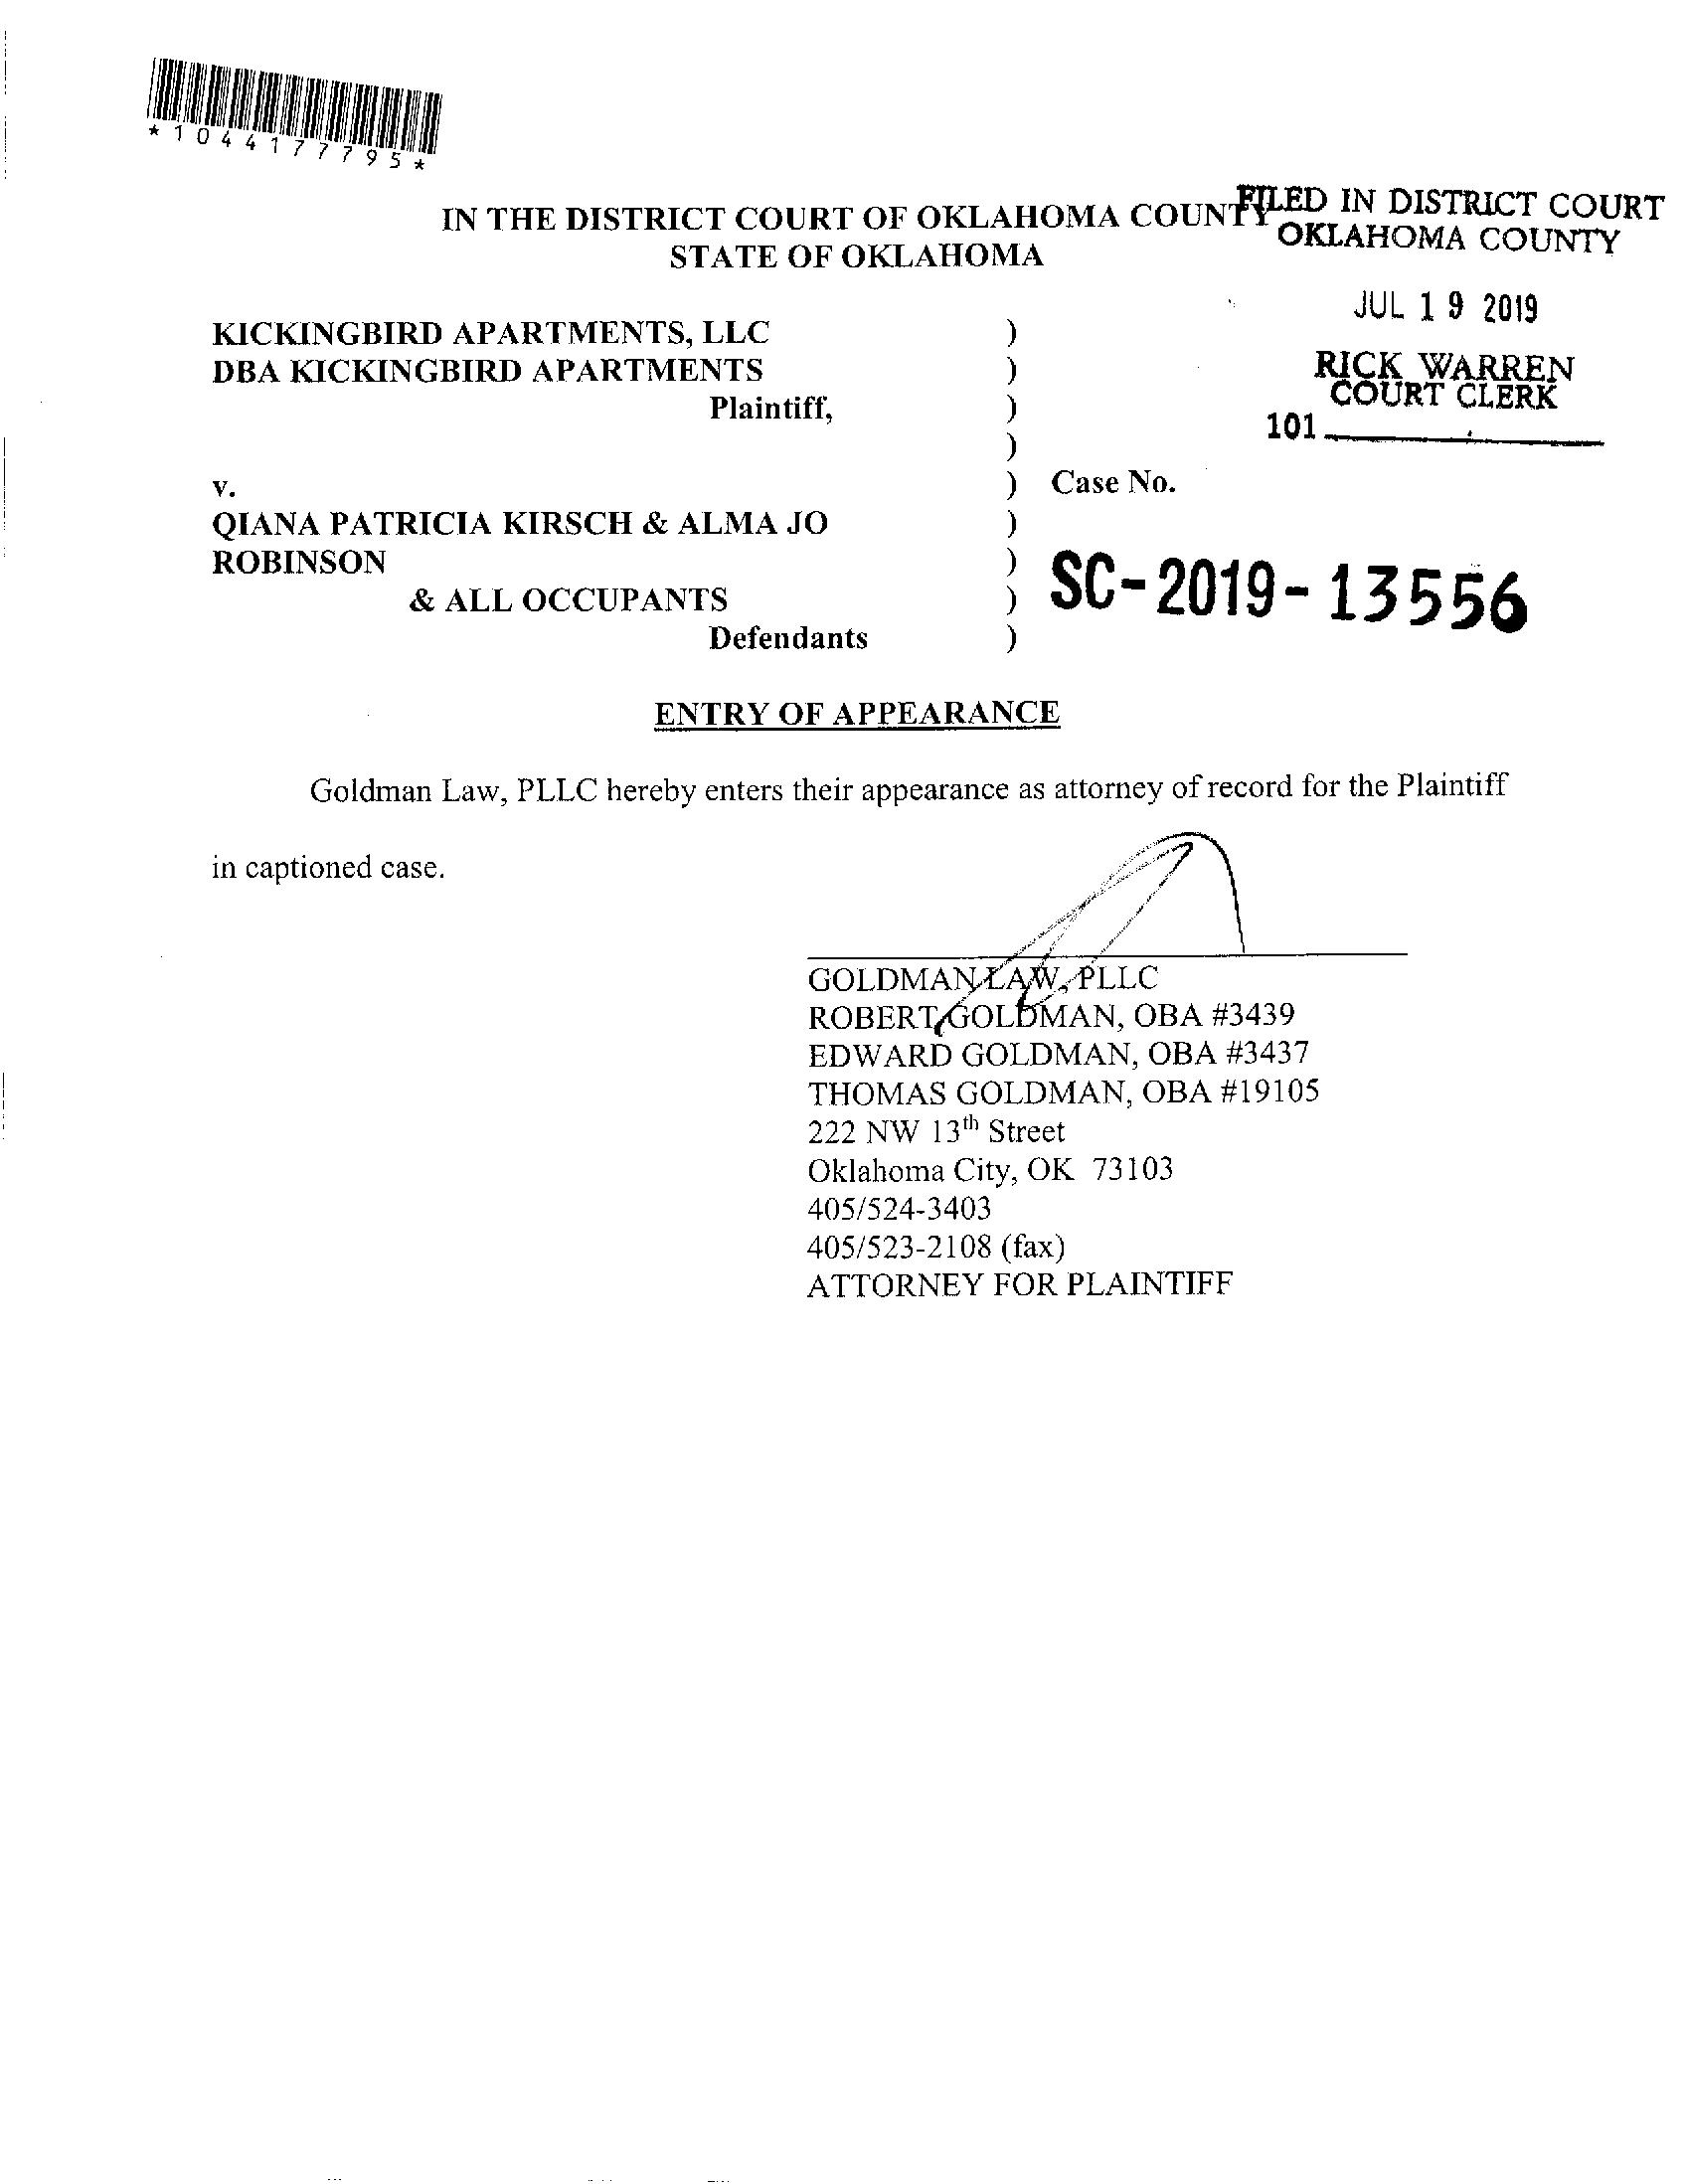 *1044177795*
FILED IN DISTRICT COURT
OKLAHOMA COUNTY
IN THE DISTRICT COURT OF OKLAHOMA COUNTY
STATE OF OKLAHOMA
JUL 19 2019
RICK WARREN
COURT CLERK
101
KICKINGBIRD APARTMENTS, LLC )
DBA KICKINGBIRD APARTMENTS )
Plaintiff, )
)
v. ) Case No.
QIANA PATRICIA KIRSCH & ALMA JO )
ROBINSON )
& ALL OCCUPANTS ) SC-2019-13556
Defendants )
ENTRY OF APPEARANCE
Goldman Law, PLLC hereby enters their appearance as attorney of record for the Plaintiff
in captioned case.
GOLDMAN LAW, PLLC
ROBERT GOLDMAN, OBA #3439
EDWARD GOLDMAN, OBA #3437
THOMAS GOLDMAN, OBA #19105
222 NW 13th Street
Oklahoma City, OK 73103
405/524-3403
405/523-2108 (fax)
ATTORNEY FOR PLAINTIFF